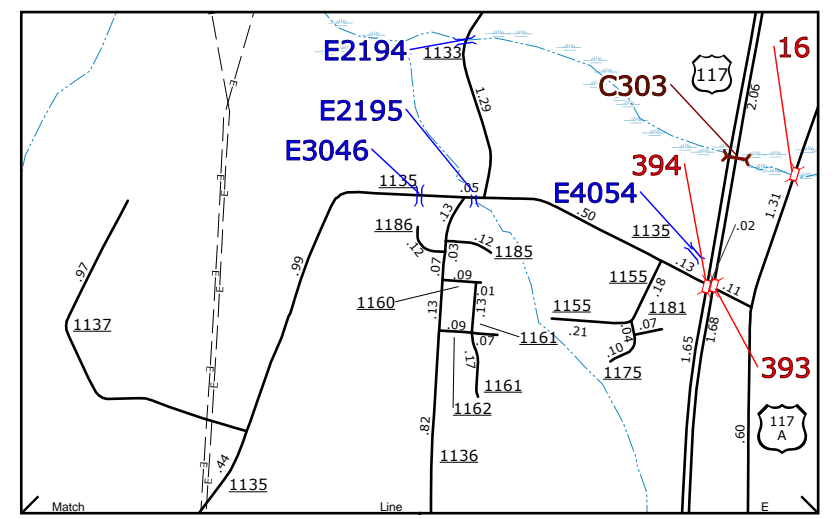 E2194
1133
117
16
2.06
C303
E2195
1.29
E3046
394
1135
.05
E4054
1.31
.13
.50
.02
1186
1135
.12
.12
1185
.03
.13
.11
.97
.99
.07
1155
.09
.01
.18
1160
.13
.13
1155
1181
1.68
1137
.09
1161
.21
.04
.07
.07
1.65
.10
.17
1175
393
1161
1162
117
A
.82
.60
.44
1136
1135
E
E
E
E
E
E
E
E
E
E
Match
Line
E